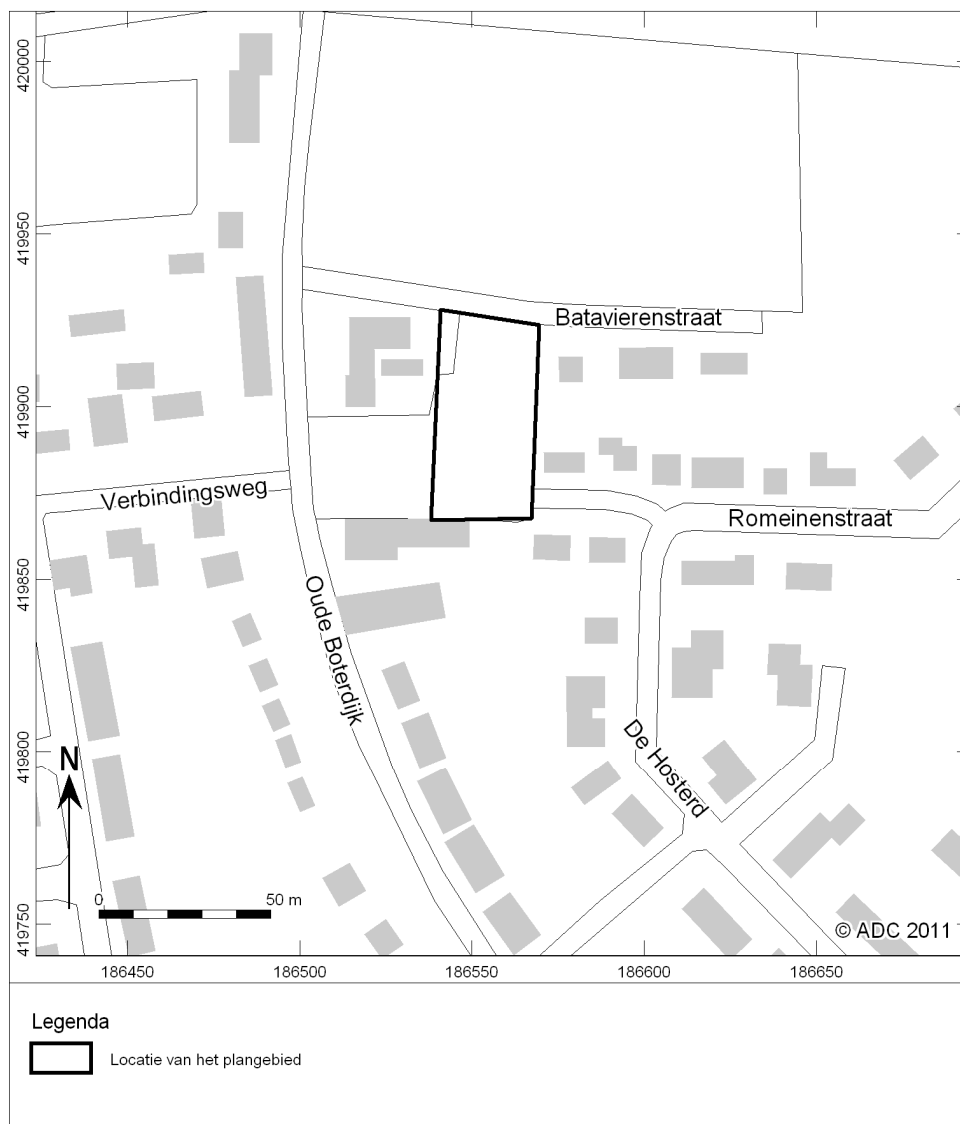 420000
419950
419900
419850
419800
419750
Batavierenstraat
Verbindingsweg
Romeinenstraat
Oude Boterdijk
De Hosterd
N
0 50 m
© ADC 2011
186450 186500 186550 186600 186650
Legenda
Locatie van het plangebied